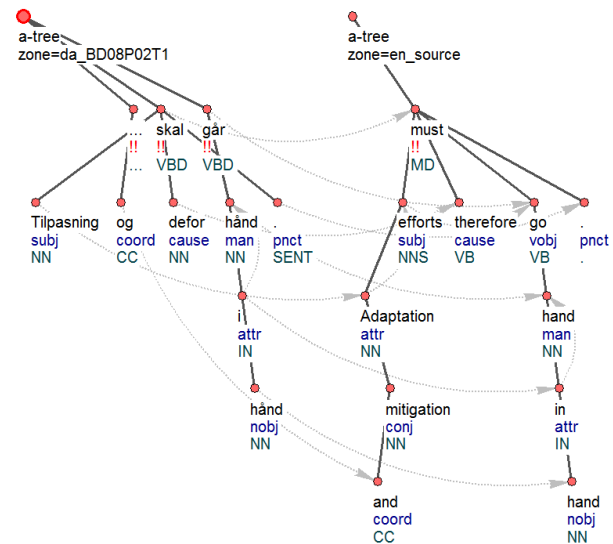 a-tree
zone=da_BD08P02T1
a-tree
zone=en_source
... skal går must
!! !! !! !!
... VBD VBD MD
Tilpasning og defor hånd . efforts therefore go .
subj coord cause man pnct subj cause vobj pnct
NN CC NN NN SENT NNS VB VB .
i Adaptation hand
attr attr man
IN NN NN
hånd mitigation in
nobj conj attr
NN NN IN
and hand
coord nobj
CC NN